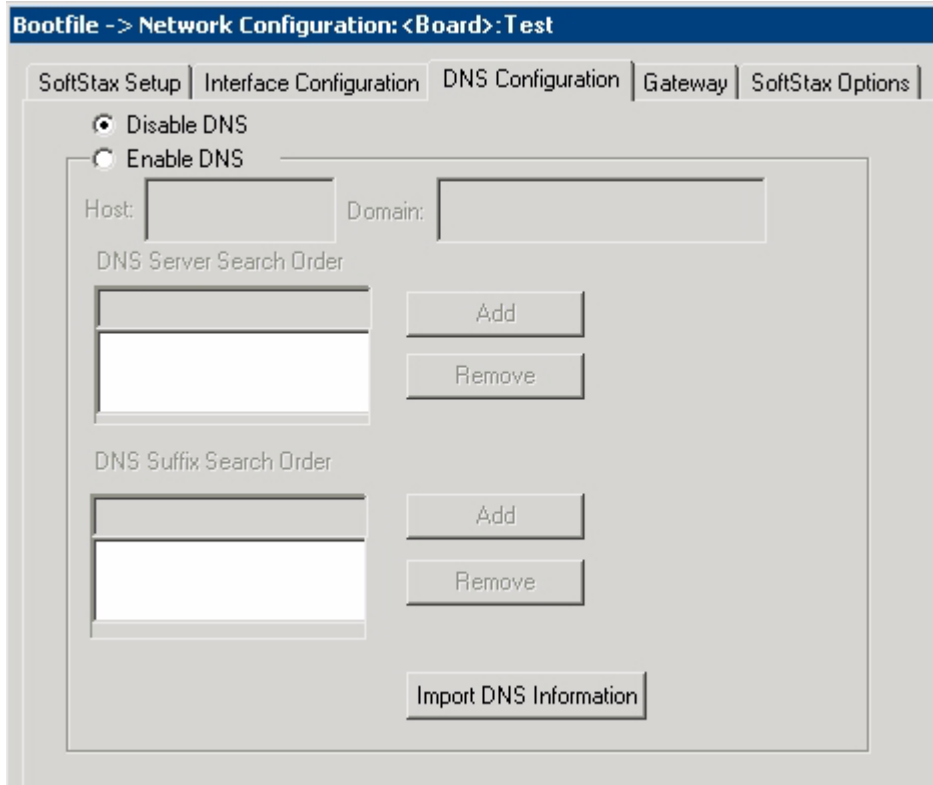 Bootfile -> Network Configuration:<Board>:Test
SoftStax Setup Interface Configuration DNS Configuration Gateway SoftStax Options
Disable DNS
Enable DNS
Host: Domain:
DNS Server Search Order
Add
Remove
DNS Suffix Search Order
Add
Remove
Import DNS Information